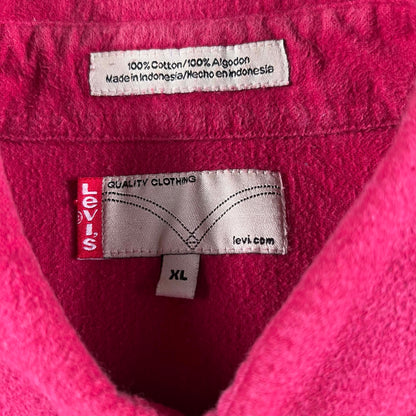 100% Cotton/100% Algodon
Made in Indonesia/Hecho en Indonesia
QUALITY CLOTHING
LEVI'S
®
levi.com
XL